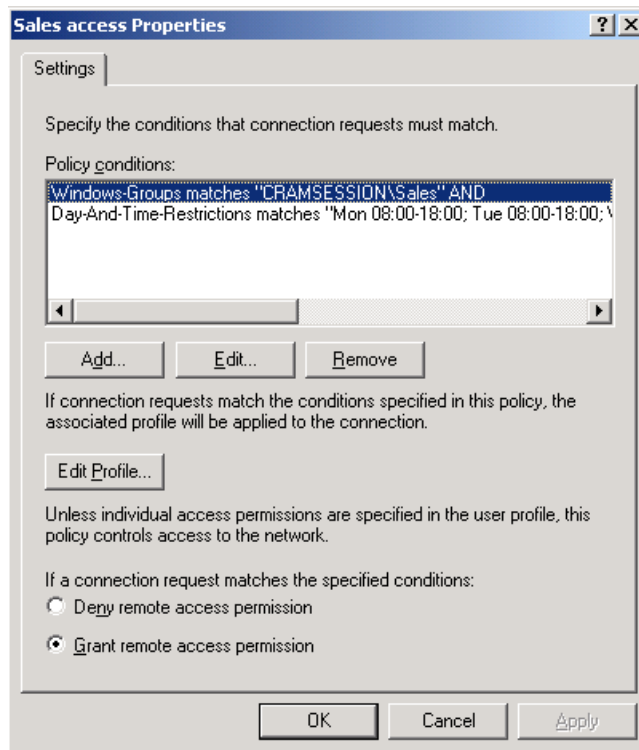 Sales access Properties
Settings
Specify the conditions that connection requests must match.
Policy conditions:
Windows-Groups matches "CRAMSESSION\Sales" AND
Day-And-Time-Restrictions matches "Mon 08:00-18:00; Tue 08:00-18:00;
Add... Edit... Remove
If connection requests match the conditions specified in this policy, the
associated profile will be applied to the connection.
Edit Profile...
Unless individual access permissions are specified in the user profile, this
policy controls access to the network.
If a connection request matches the specified conditions:
Deny remote access permission
Grant remote access permission
OK Cancel Apply